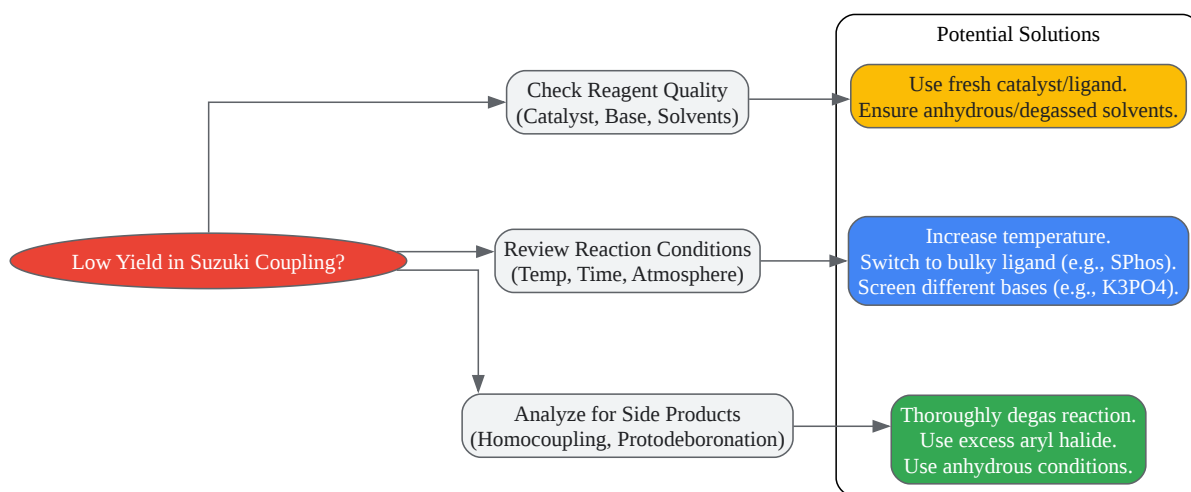 Potential Solutions
Check Reagent Quality
(Catalyst, Base, Solvents)
Use fresh catalyst/ligand.
Ensure anhydrous/degassed solvents.
Low Yield in Suzuki Coupling?
Review Reaction Conditions
(Temp, Time, Atmosphere)
Increase temperature.
Switch to bulky ligand (e.g., SPhos).
Screen different bases (e.g., K3PO4).
Analyze for Side Products
(Homocoupling, Protodeboronation)
Thoroughly degas reaction.
Use excess aryl halide.
Use anhydrous conditions.